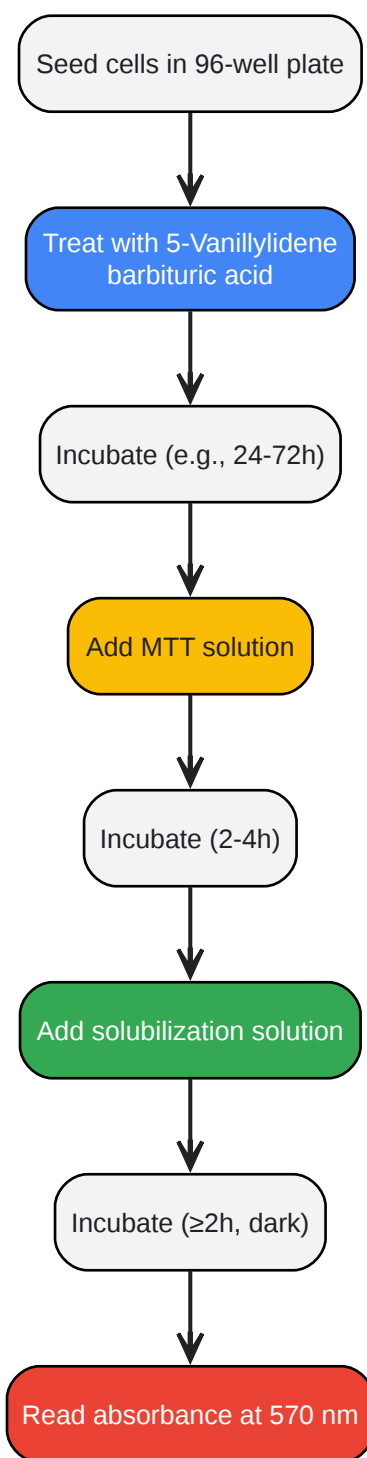 Seed cells in 96-well plate
Treat with 5-Vanillylidene
barbituric acid
Incubate (e.g., 24-72h)
Add MTT solution
Incubate (2-4h)
Add solubilization solution
Incubate (≥2h, dark)
Read absorbance at 570 nm